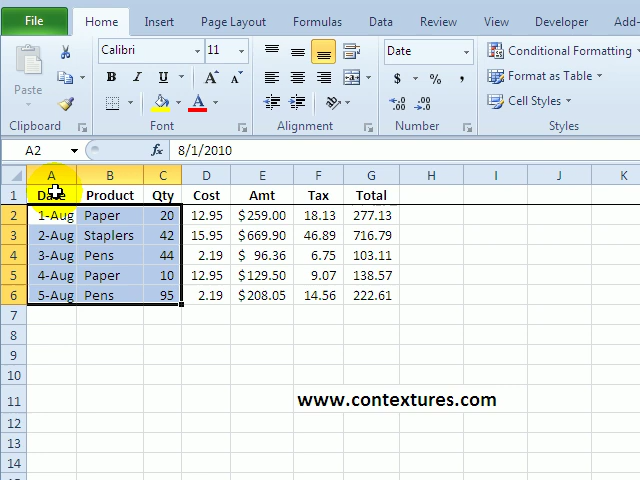 File Home Insert Page Layout Formulas Data Review View Developer Add-
Calibri 11 Date Conditional Formatting
Paste B I U A A Format as Table
A $ % , Cell Styles
Clipboard Font Alignment Number Styles
A2 fx 8/1/2010
A B C D E F G H I J K
1 Date Product Qty Cost Amt Tax Total
2 1-Aug Paper 20 12.95 $259.00 18.13 277.13
3 2-Aug Staplers 42 15.95 $669.90 46.89 716.79
4 3-Aug Pens 44 2.19 $ 96.36 6.75 103.11
5 4-Aug Paper 10 12.95 $129.50 9.07 138.57
6 5-Aug Pens 95 2.19 $208.05 14.56 222.61
7
8
9
10
11 www.contextures.com
12
13
14